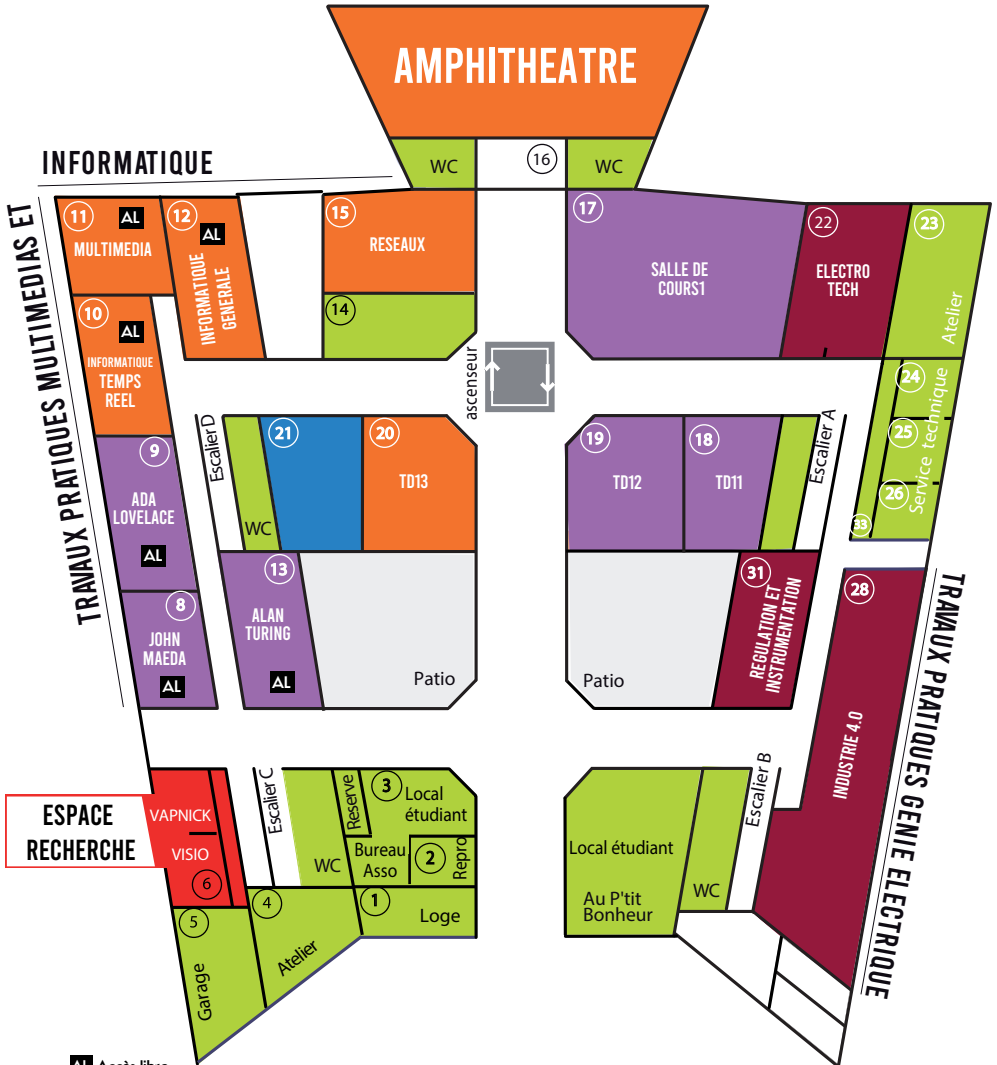 AMPHITHEATRE
WC
16
WC
INFORMATIQUE
TRAVAUX PRATIQUES MULTIMEDIAS ET
11
AL
MULTIMEDIA
12
AL
INFORMATIQUE
GENERALE
15
RESEAUX
14
17
SALLE DE
COURS1
22
ELECTRO
TECH
23
Atelier
10
AL
INFORMATIQUE
TEMPS
REEL
ascenseur
24
25
26
Service technique
33
9
ADA
LOVELACE
AL
Escalier D
WC
21
20
TD13
19
TD12
18
TD11
Escalier A
8
JOHN
MAEDA
AL
13
ALAN
TURING
AL
Patio
Patio
31
REGULATION ET
INSTRUMENTATION
28
INDUSTRIE 4.0
TRAVAUX PRATIQUES GENIE ELECTRIQUE
ESPACE
RECHERCHE
VAPNICK
VISIO
6
Escalier C
WC
Reserve
3
Local
étudiant
Bureau
Asso
2
Repro
1
Loge
5
Garage
4
Atelier
Local étudiant
Au P'tit
Bonheur
WC
Escalier B